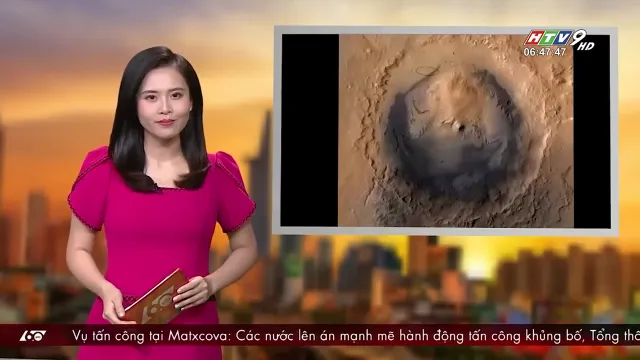 HTV9 HD
06:47:47
Vụ tấn công tại Matxcova: Các nước lên án mạnh mẽ hành động tấn công khủng bố, Tổng thố